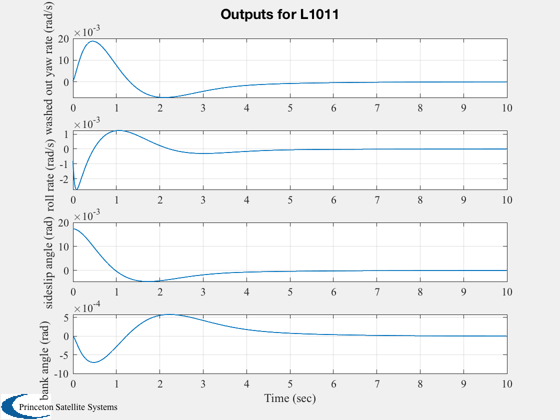 Outputs for L1011
×10-3
20
10
0
washed out yaw rate (rad/s)
0 1 2 3 4 5 6 7 8 9 10
×10-3
1
0
-1
-2
roll rate (rad/s)
0 1 2 3 4 5 6 7 8 9 10
×10-3
20
10
0
sideslip angle (rad)
0 1 2 3 4 5 6 7 8 9 10
×10-4
5
0
-5
-10
bank angle (rad)
0 1 2 3 4 5 6 7 8 9 10
Time (sec)
Princeton Satellite Systems